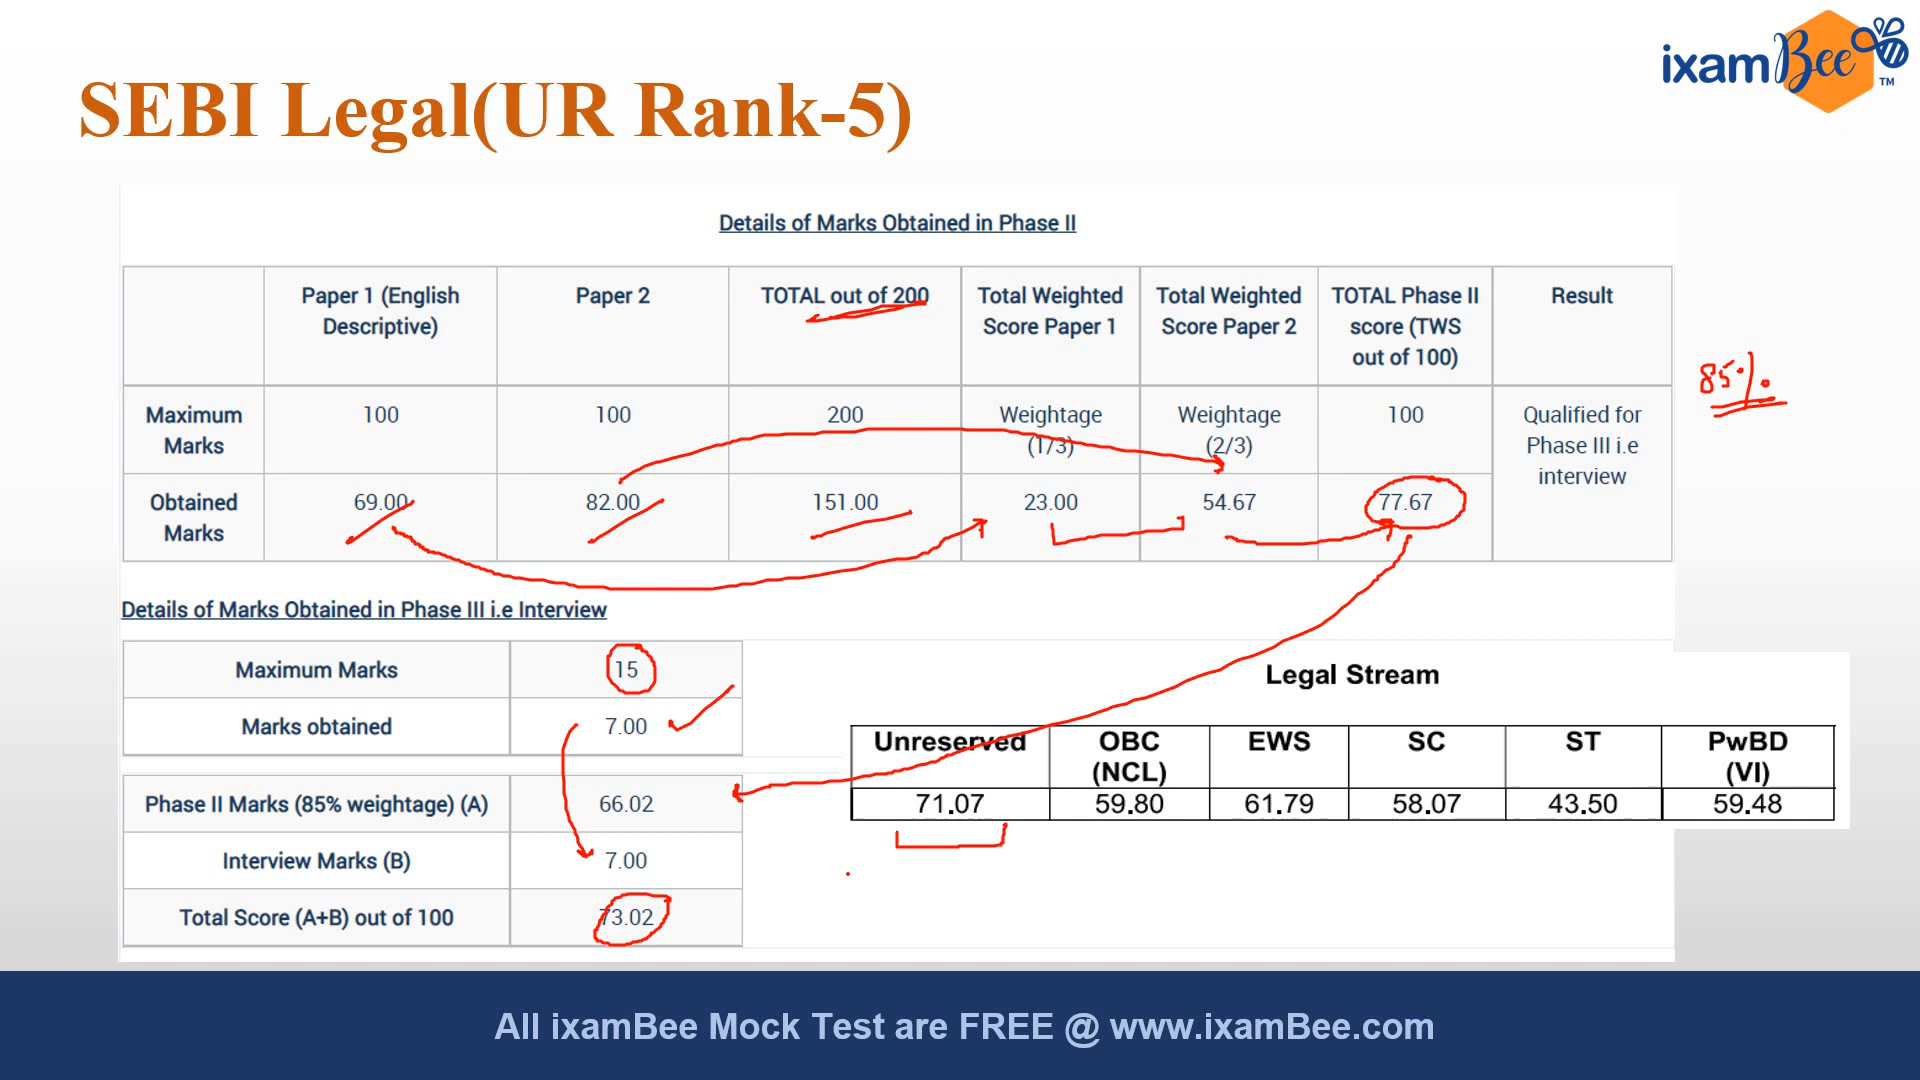 SEBI Legal(UR Rank-5)
ixamBee
TM
Details of Marks Obtained in Phase II
Paper 1 (English Descriptive) Paper 2 TOTAL out of 200 Total Weighted Score Paper 1 Total Weighted Score Paper 2 TOTAL Phase II score (TWS out of 100) Result
Maximum Marks 100 100 200 Weightage (1/3) Weightage (2/3) 100 Qualified for Phase III i.e interview
Obtained Marks 69.00 82.00 151.00 23.00 54.67 77.67
85%
Details of Marks Obtained in Phase III i.e Interview
Maximum Marks 15
Marks obtained 7.00
Phase II Marks (85% weightage) (A) 66.02
Interview Marks (B) 7.00
Total Score (A+B) out of 100 73.02
Legal Stream
Unreserved OBC (NCL) EWS SC ST PwBD (VI)
71.07 59.80 61.79 58.07 43.50 59.48
All ixamBee Mock Test are FREE @ www.ixamBee.com